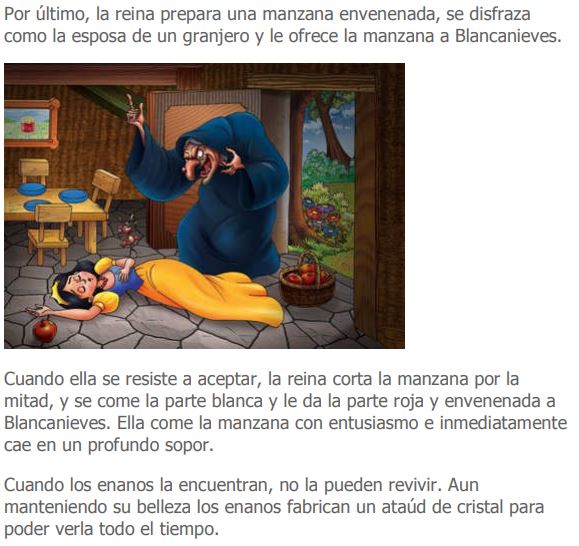 Por último, la reina prepara una manzana envenenada, se disfraza
como la esposa de un granjero y le ofrece la manzana a Blancanieves.
Cuando ella se resiste a aceptar, la reina corta la manzana por la
mitad, y se come la parte blanca y le da la parte roja y envenenada a
Blancanieves. Ella come la manzana con entusiasmo e inmediatamente
cae en un profundo sopor.
Cuando los enanos la encuentran, no la pueden revivir. Aun
manteniendo su belleza los enanos fabrican un ataúd de cristal para
poder verla todo el tiempo.